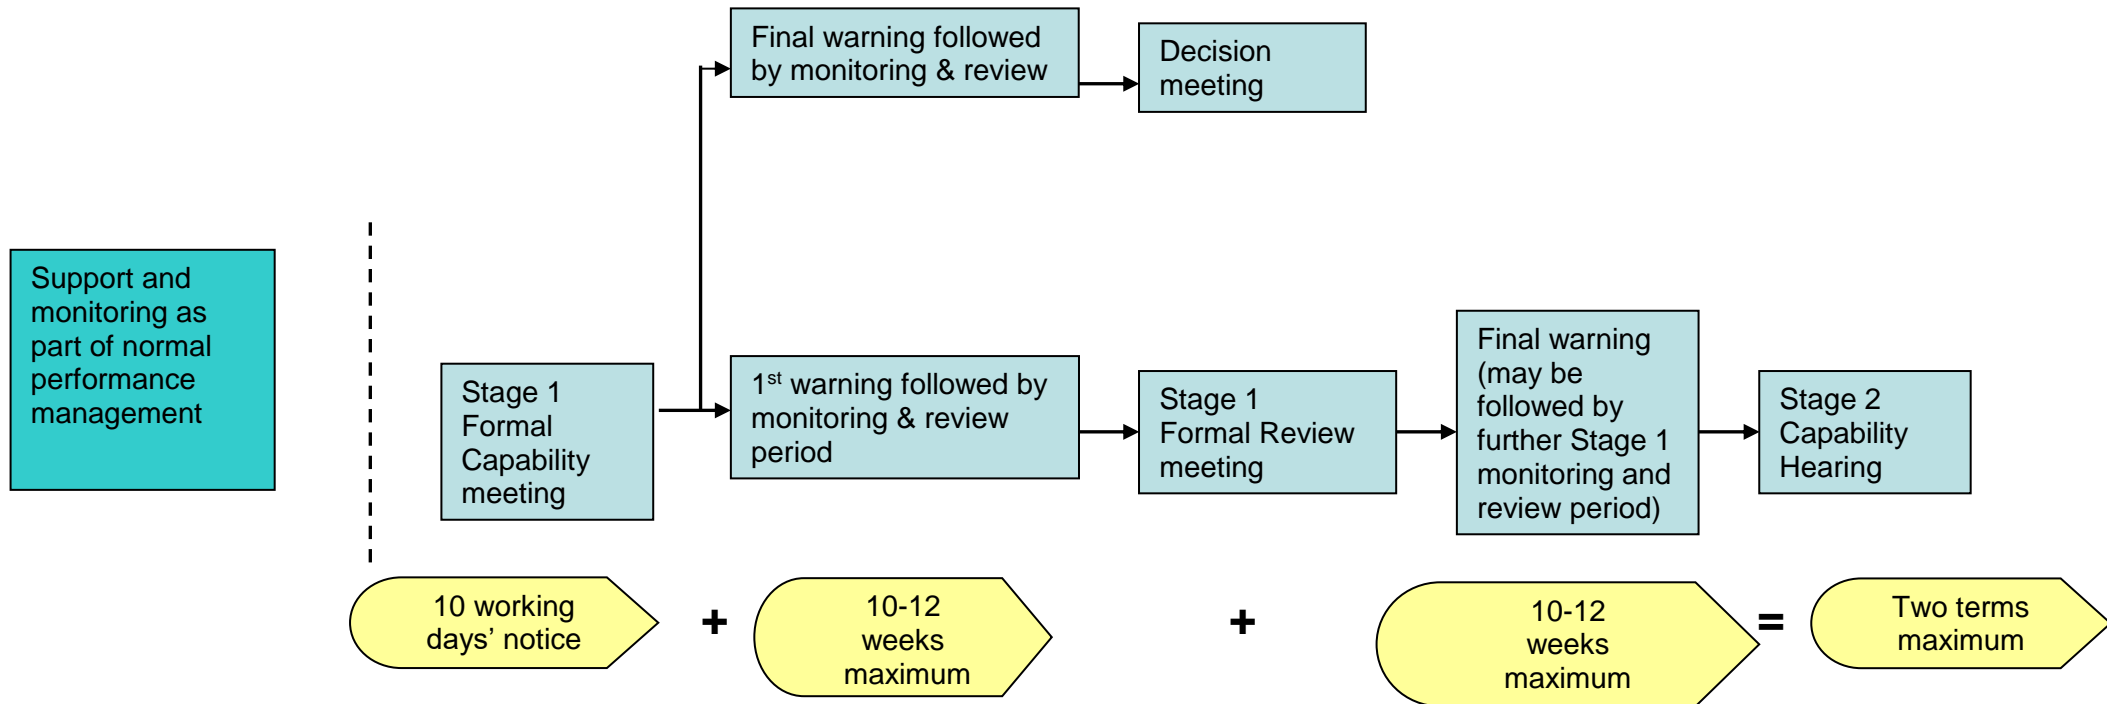 Final warning followed
by monitoring & review
Decision
meeting
Support and
monitoring as
part of normal
performance
management
Stage 1
Formal
Capability
meeting
1st warning followed by
monitoring & review
period
Stage 1
Formal Review
meeting
Final warning
(may be
followed by
further Stage 1
monitoring and
review period)
Stage 2
Capability
Hearing
10 working
days’ notice
+
10-12
weeks
maximum
+
10-12
weeks
maximum
=
Two terms
maximum